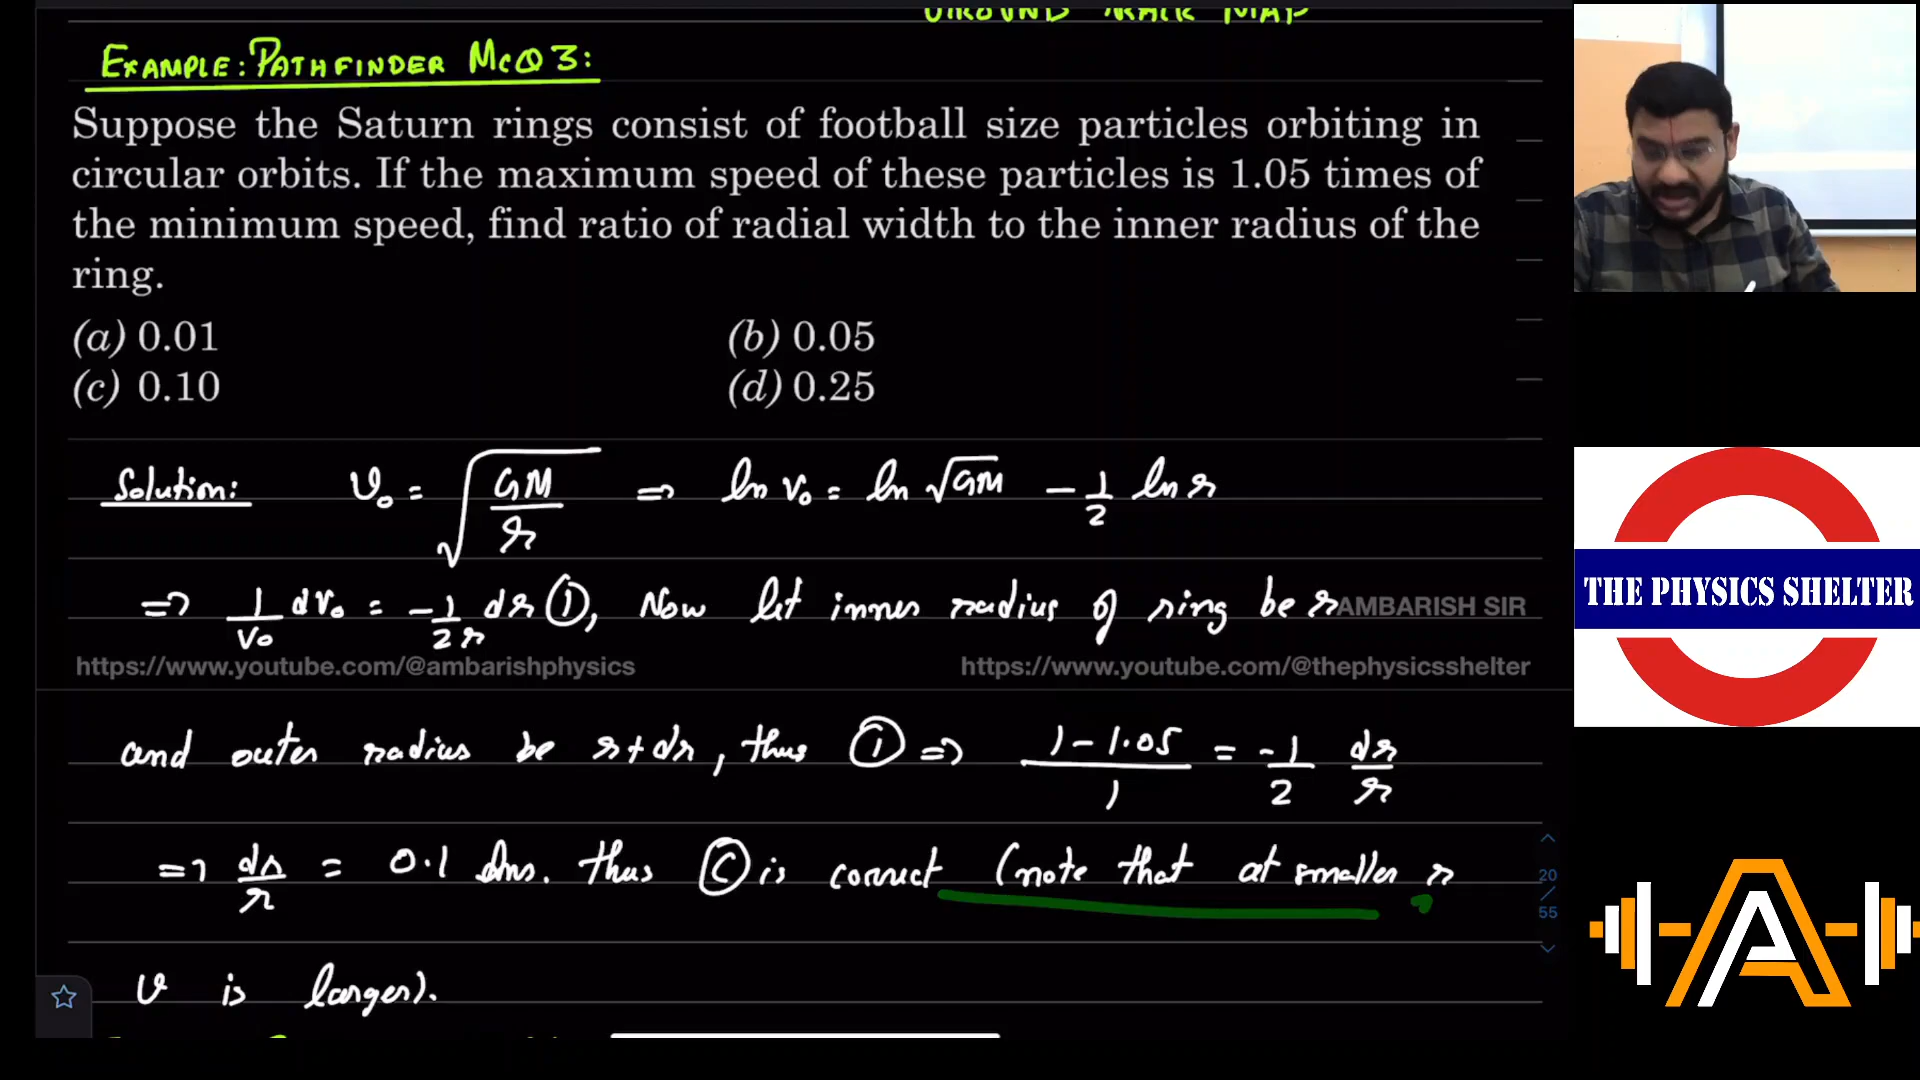 GROUND TRACK MAP
EXAMPLE: PATHFINDER MCQ 3:
Suppose the Saturn rings consist of football size particles orbiting in
circular orbits. If the maximum speed of these particles is 1.05 times of
the minimum speed, find ratio of radial width to the inner radius of the
ring.
(a) 0.01 (b) 0.05
(c) 0.10 (d) 0.25
Solution: v₀ = √(GM/r) ⇒ ln v₀ = ln √GM − 1/2 ln r
⇒ 1/v₀ dv₀ = −1/2r dr ①, Now let inner radius of ring be r
AMBARISH SIR
https://www.youtube.com/@ambarishphysics https://www.youtube.com/@thephysicsshelter
and outer radius be r+dr, thus ① ⇒ (1−1.05)/1 = −1/2 dr/r
⇒ dr/r = 0.1 Ans. thus Ⓒ is correct (note that at smaller r
v is larger).
20
/
55
THE PHYSICS SHELTER